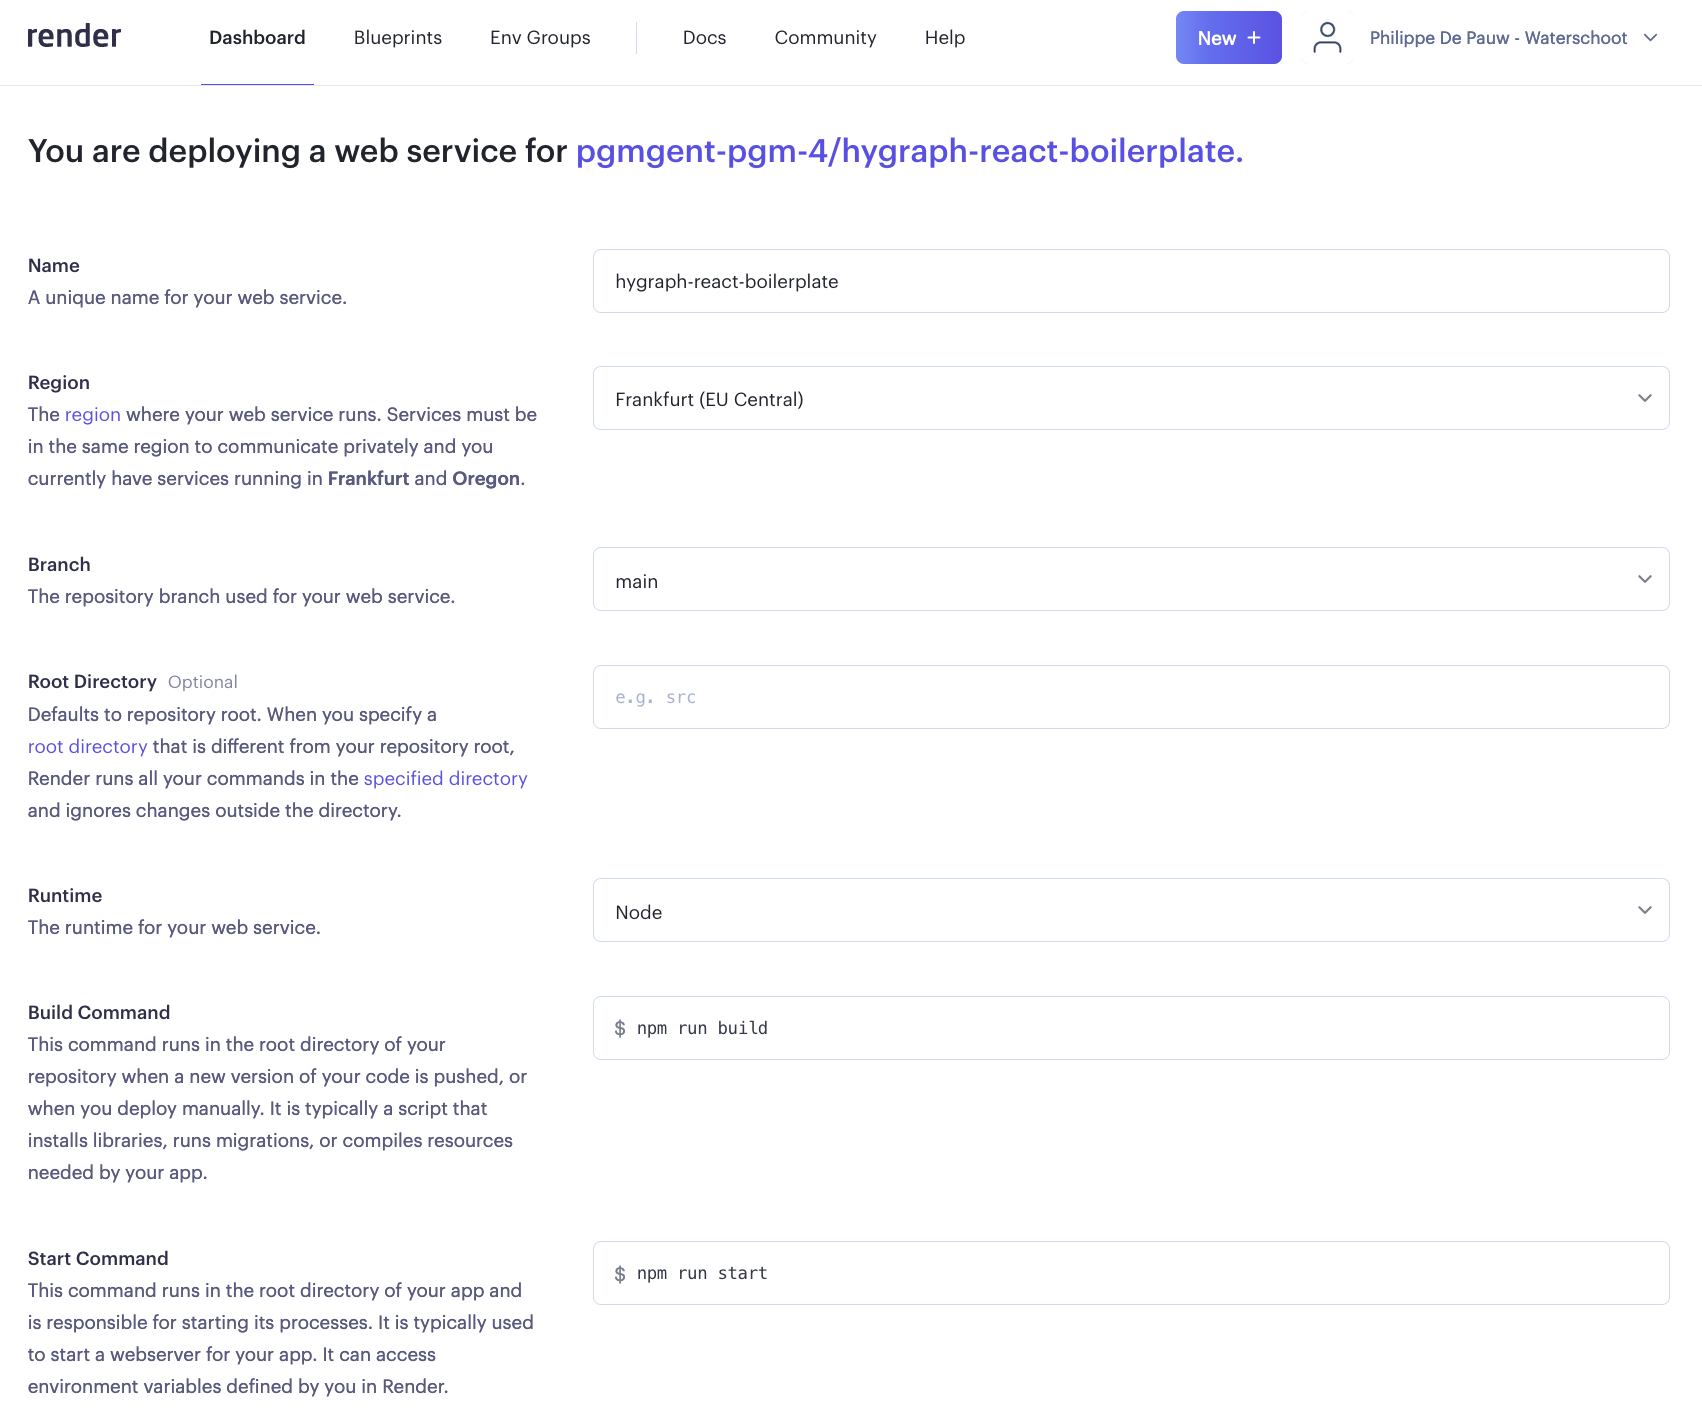 render
Dashboard
Blueprints
Env Groups
Docs
Community
Help
New +
Philippe De Pauw - Waterschoot
You are deploying a web service for pgmgent-pgm-4/hygraph-react-boilerplate.
Name
A unique name for your web service.
hygraph-react-boilerplate
Region
The region where your web service runs. Services must be
in the same region to communicate privately and you
currently have services running in Frankfurt and Oregon.
Frankfurt (EU Central)
Branch
The repository branch used for your web service.
main
Root Directory Optional
Defaults to repository root. When you specify a
root directory that is different from your repository root,
Render runs all your commands in the specified directory
and ignores changes outside the directory.
e.g. src
Runtime
The runtime for your web service.
Node
Build Command
This command runs in the root directory of your
repository when a new version of your code is pushed, or
when you deploy manually. It is typically a script that
installs libraries, runs migrations, or compiles resources
needed by your app.
$ npm run build
Start Command
This command runs in the root directory of your app and
is responsible for starting its processes. It is typically used
to start a webserver for your app. It can access
environment variables defined by you in Render.
$ npm run start